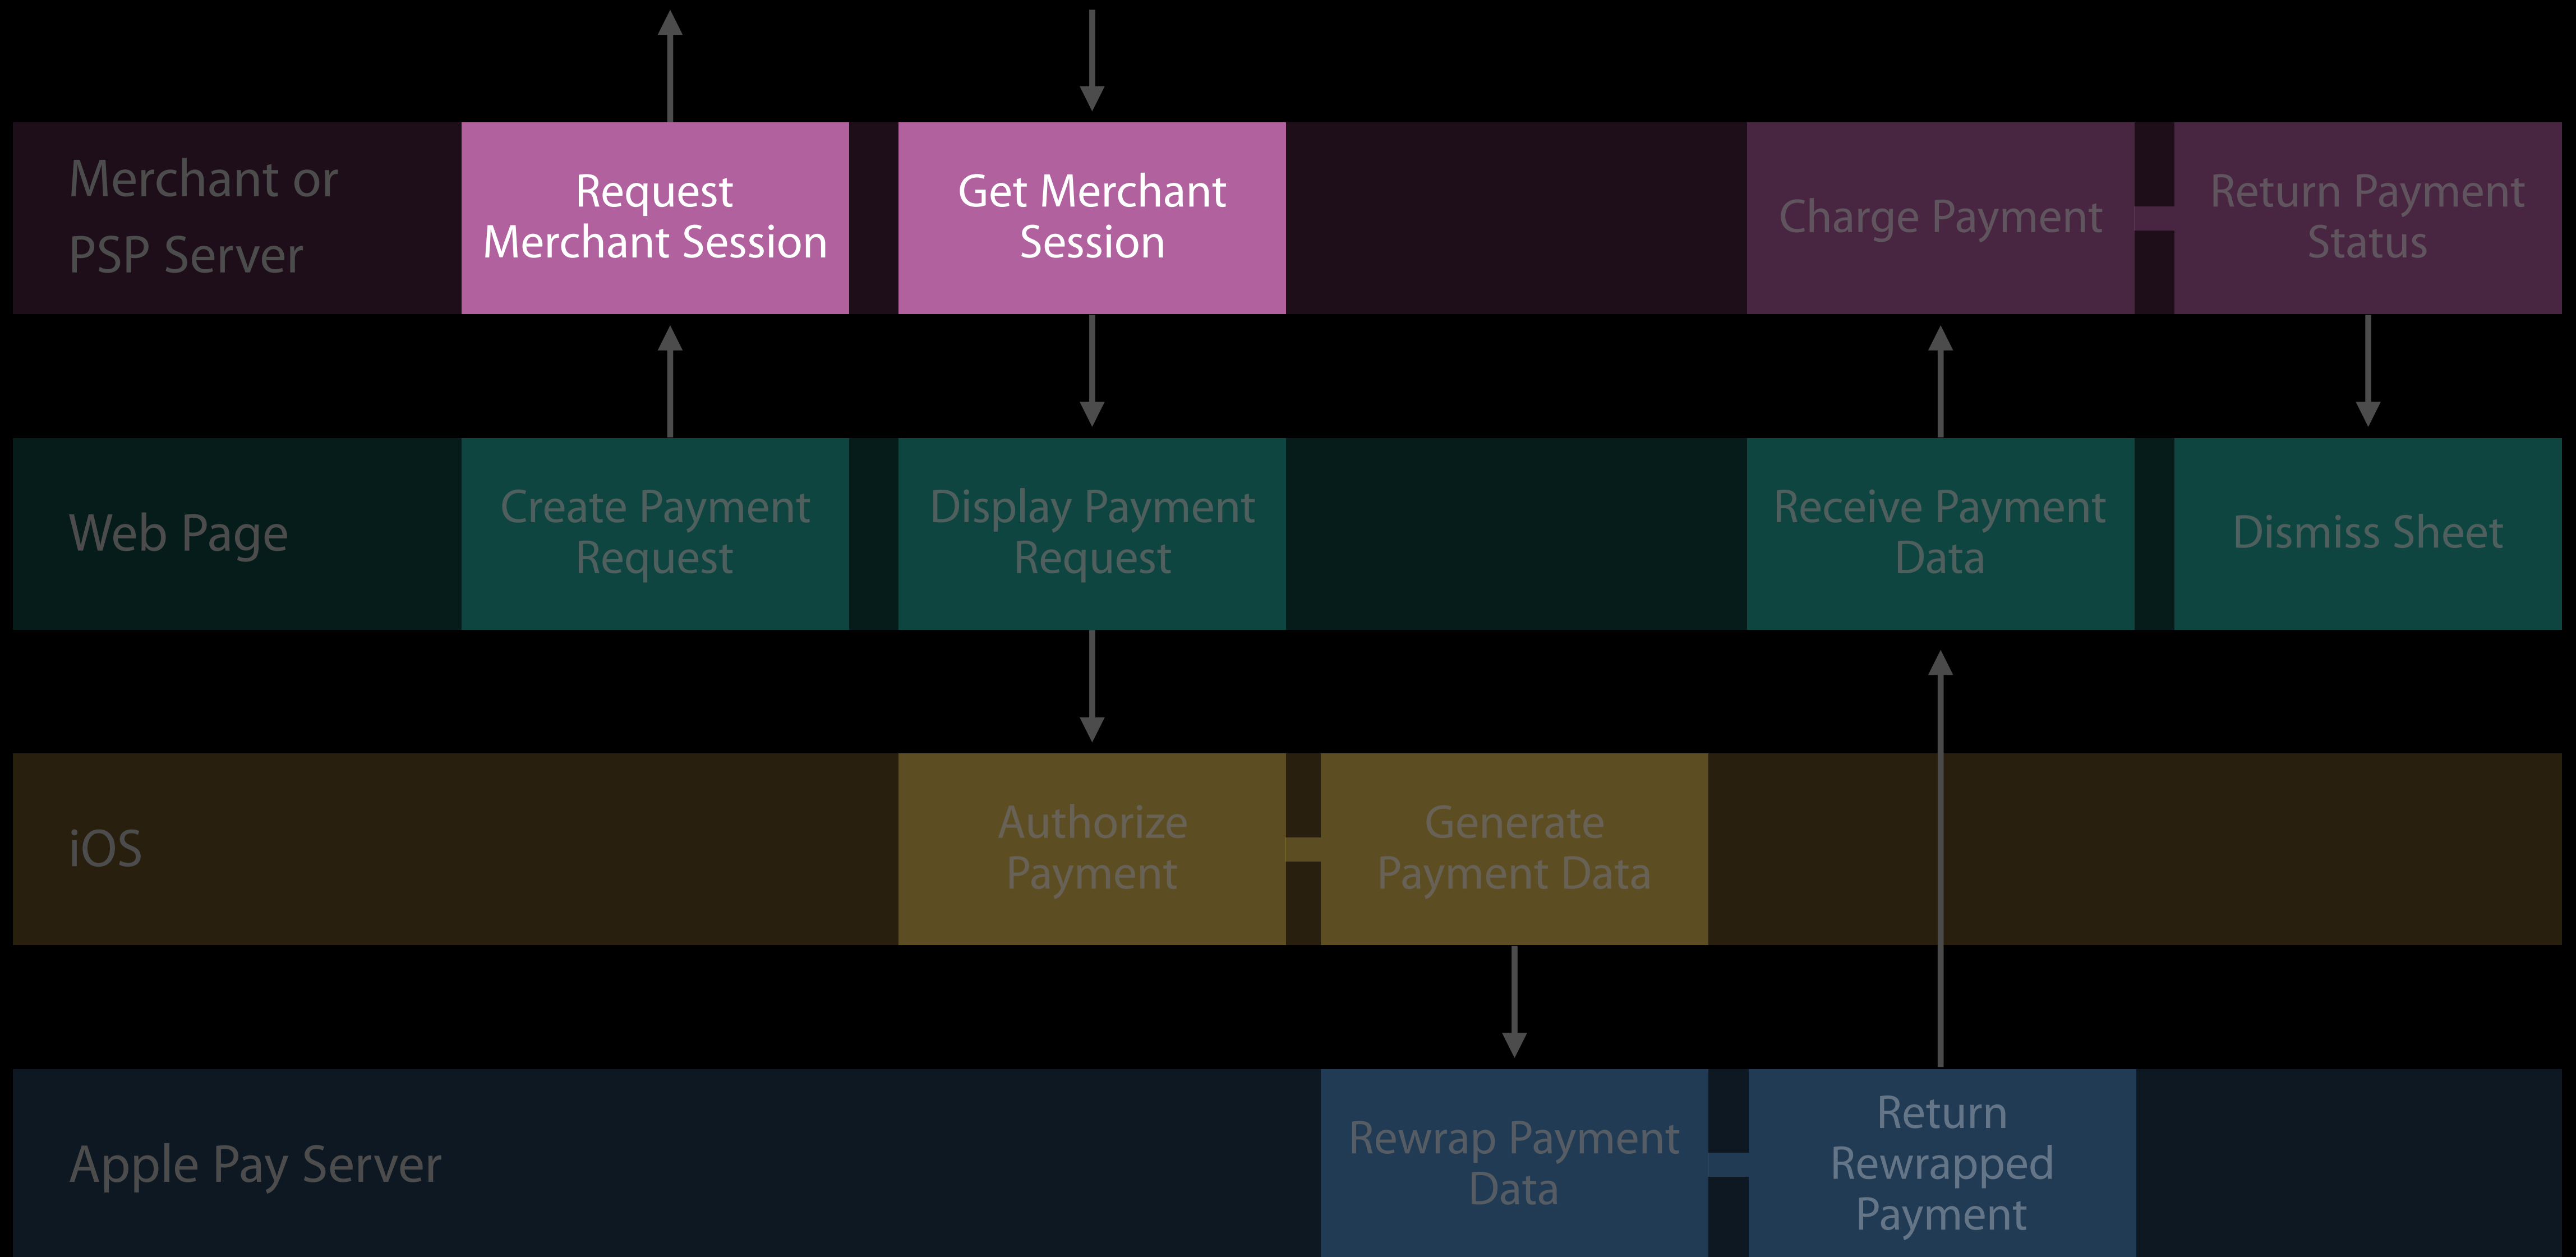 Merchant or
PSP Server
Request
Merchant Session
Get Merchant
Session
Charge Payment
Return Payment
Status
Web Page
Create Payment
Request
Display Payment
Request
Receive Payment
Data
Dismiss Sheet
iOS
Authorize
Payment
Generate
Payment Data
Apple Pay Server
Rewrap Payment
Data
Return
Rewrapped
Payment